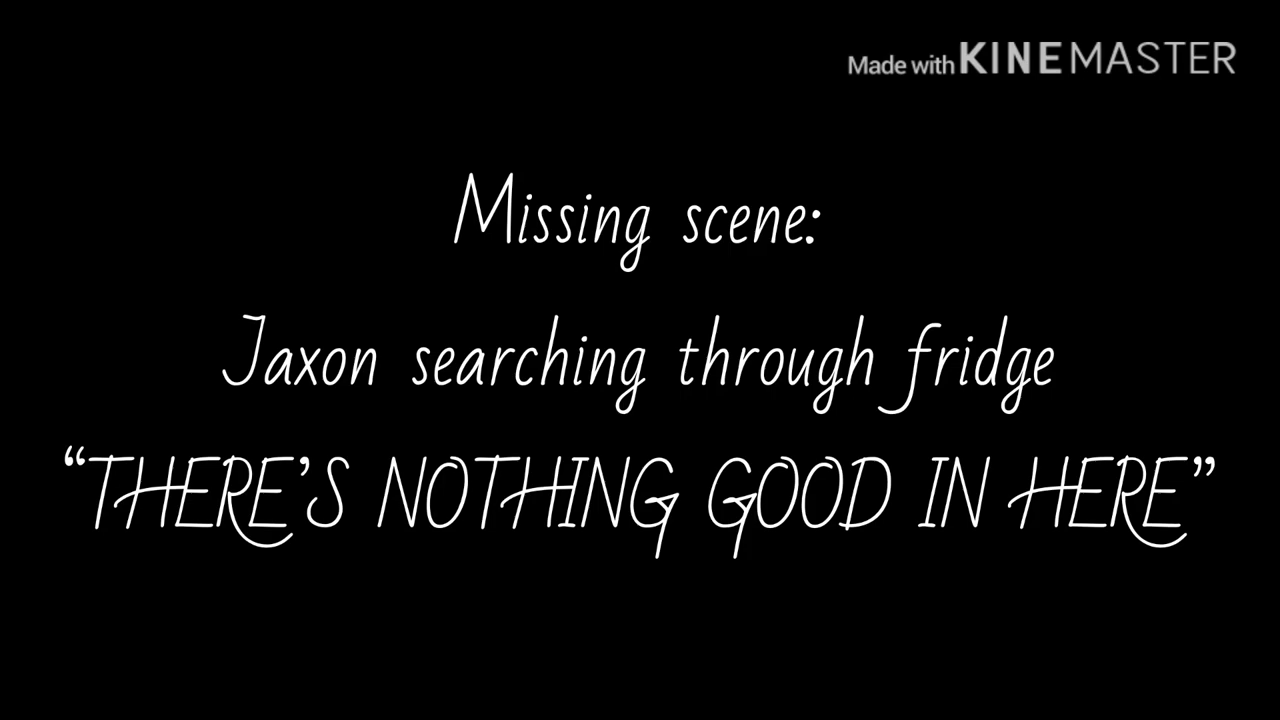 Made with KINEMASTER
Missing scene:
Jaxon searching through fridge
“THERE’S NOTHING GOOD IN HERE”